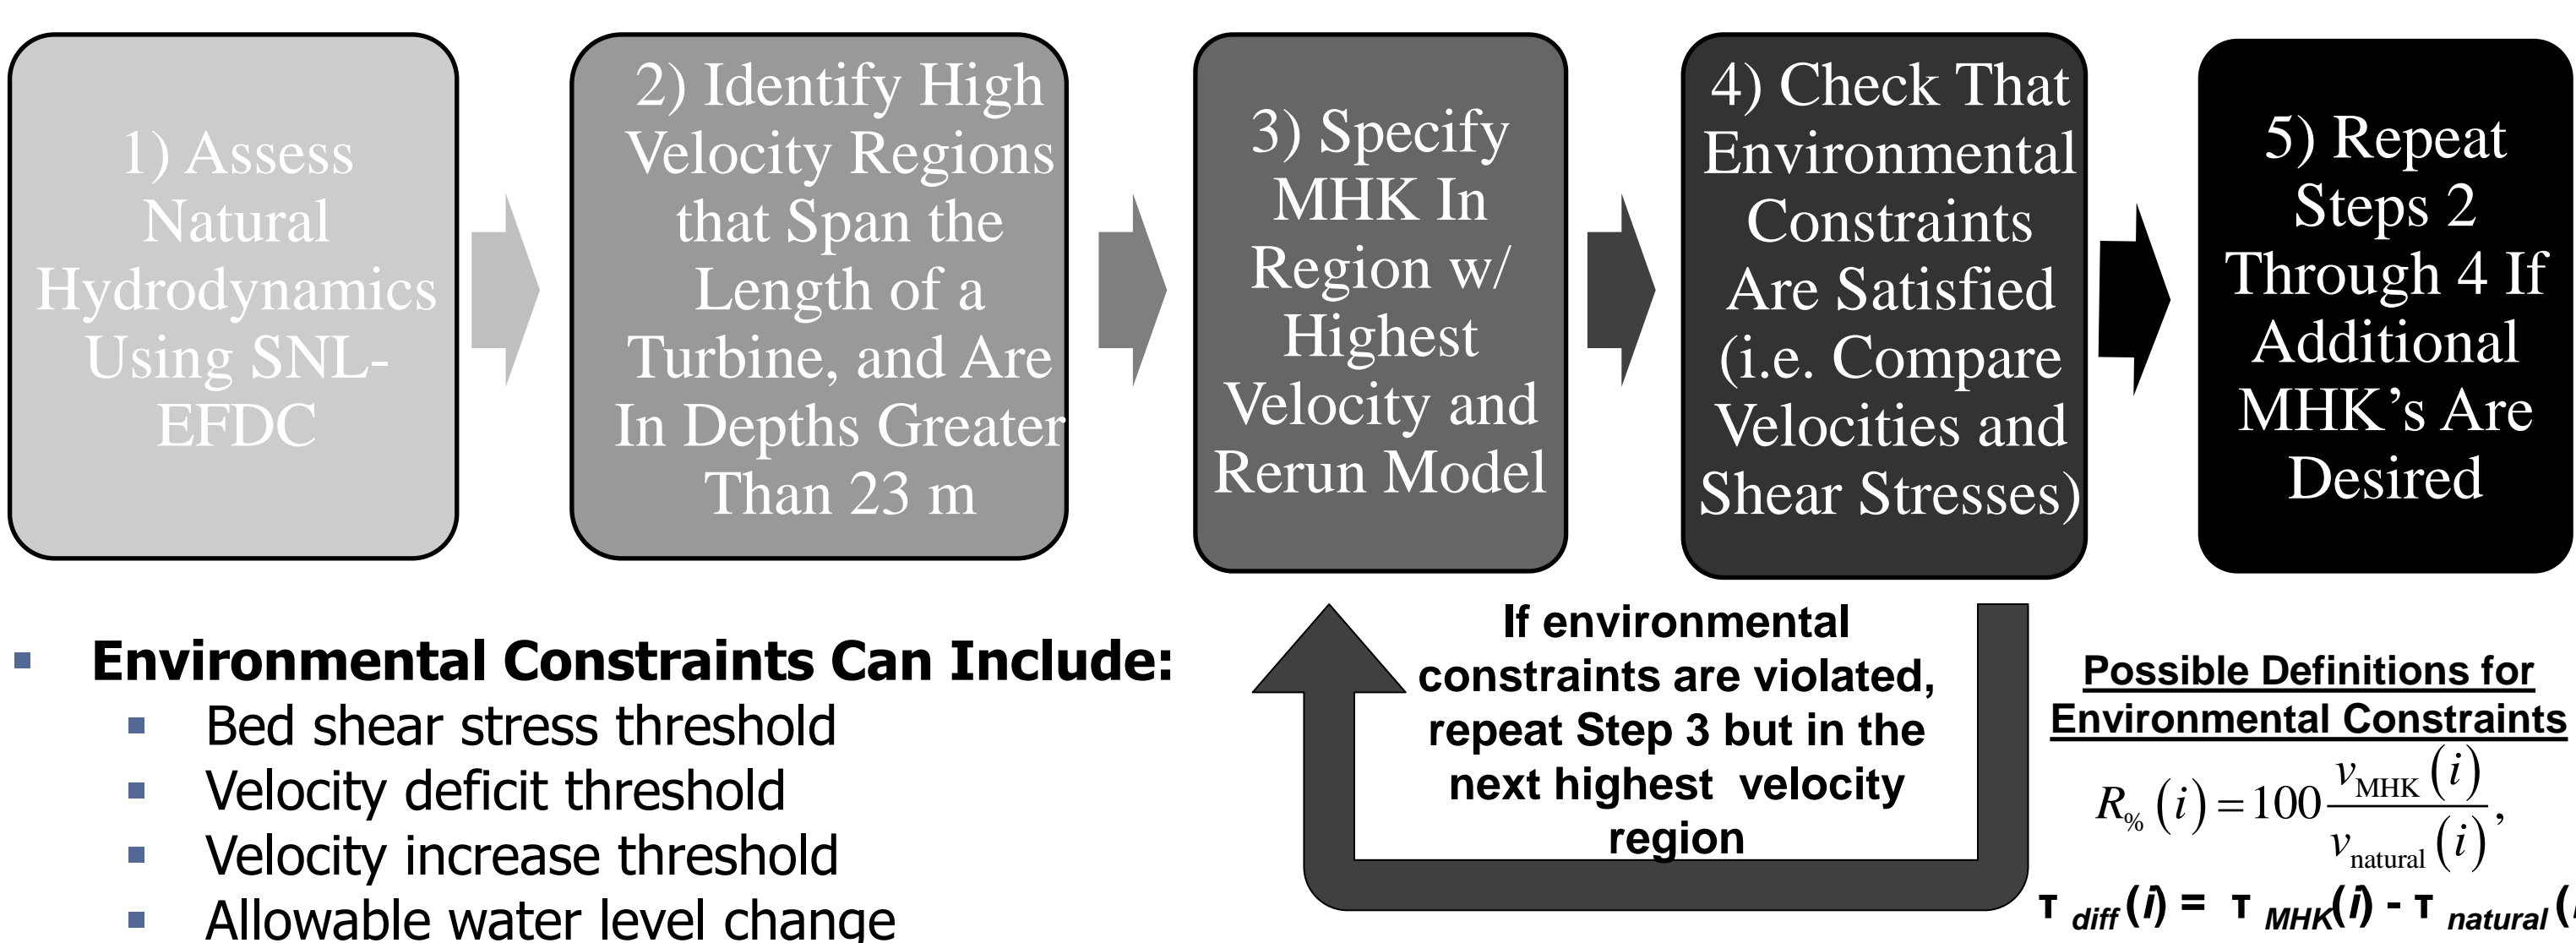 1) Assess
Natural
Hydrodynamics
Using SNL-
EFDC
2) Identify High
Velocity Regions
that Span the
Length of a
Turbine, and Are
In Depths Greater
Than 23 m
3) Specify
MHK In
Region w/
Highest
Velocity and
Rerun Model
4) Check That
Environmental
Constraints
Are Satisfied
(i.e. Compare
Velocities and
Shear Stresses)
5) Repeat
Steps 2
Through 4 If
Additional
MHK’s Are
Desired
▪ Environmental Constraints Can Include:
▪ Bed shear stress threshold
▪ Velocity deficit threshold
▪ Velocity increase threshold
▪ Allowable water level change
If environmental
constraints are violated,
repeat Step 3 but in the
next highest velocity
region
Possible Definitions for
Environmental Constraints
R% (i) = 100 vMHK (i) / vnatural (i),
τ diff (i) = τ MHK(i) - τ natural (i